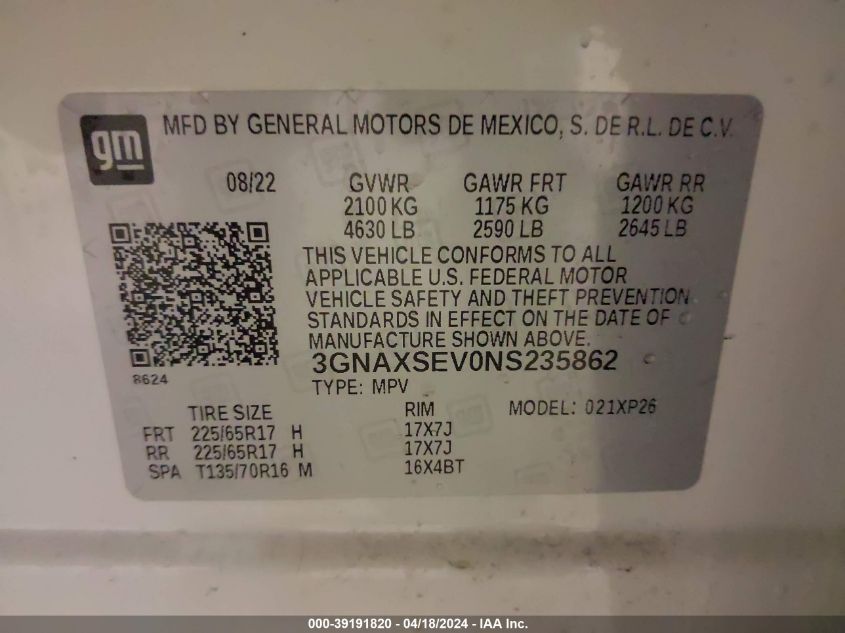 gm
MFD BY GENERAL MOTORS DE MEXICO, S. DE R.L. DE C.V.
08/22 GVWR GAWR FRT GAWR RR
2100 KG 1175 KG 1200 KG
4630 LB 2590 LB 2645 LB
THIS VEHICLE CONFORMS TO ALL
APPLICABLE U.S. FEDERAL MOTOR
VEHICLE SAFETY AND THEFT PREVENTION
STANDARDS IN EFFECT ON THE DATE OF
MANUFACTURE SHOWN ABOVE.
3GNAXSEV0NS235862
8624
TYPE: MPV
TIRE SIZE RIM MODEL: 021XP26
FRT 225/65R17 H 17X7J
RR 225/65R17 H 17X7J
SPA T135/70R16 M 16X4BT
000-39191820 - 04/18/2024 - IAA Inc.